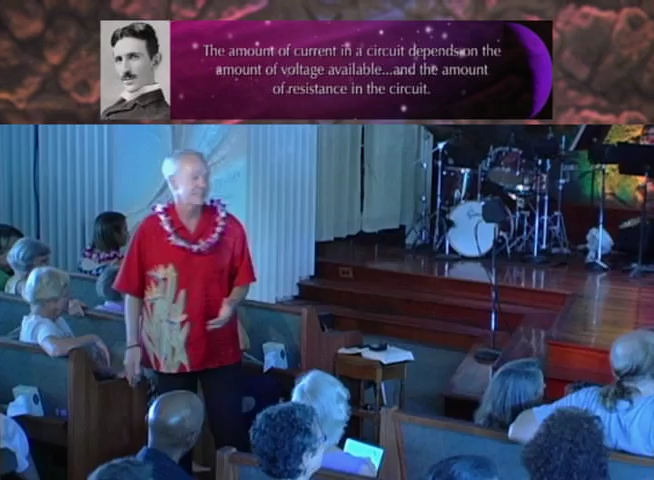 The amount of current in a circuit depends on the
amount of voltage available...and the amount
of resistance in the circuit.